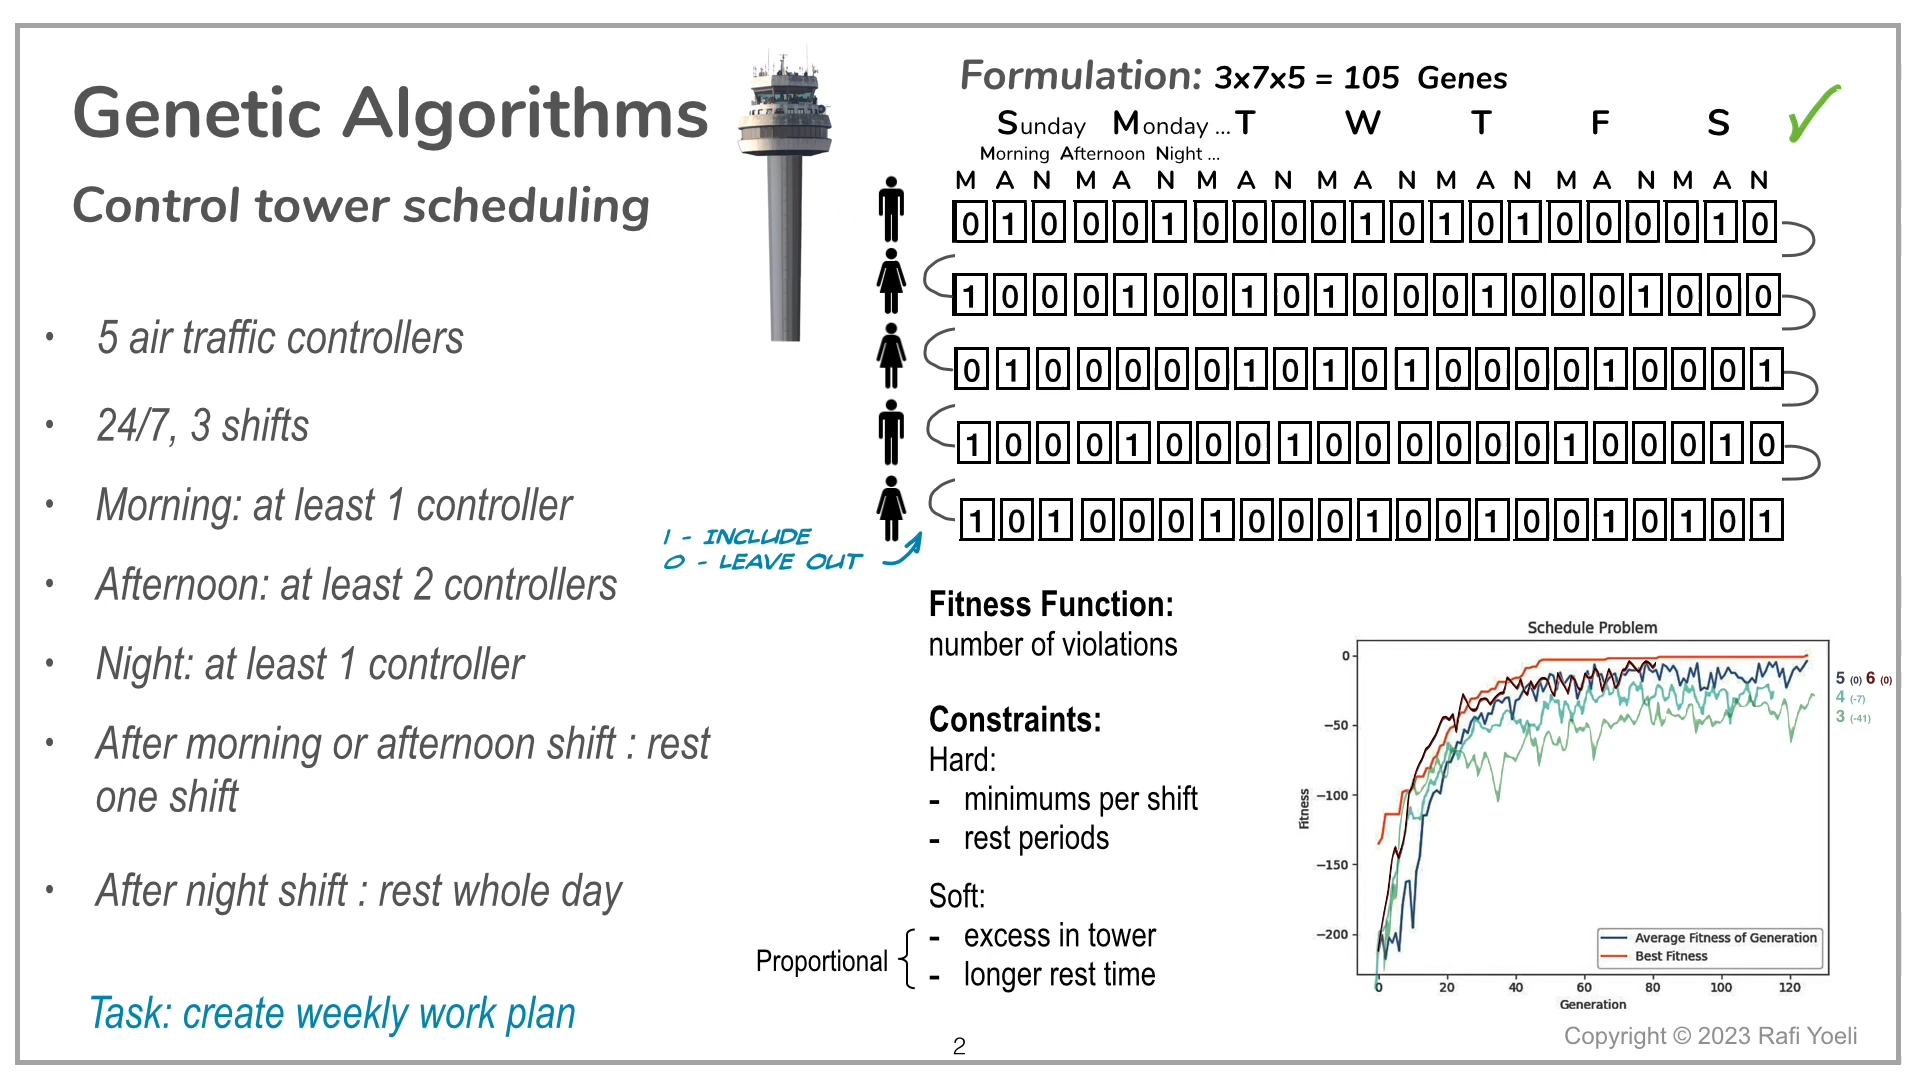 Genetic Algorithms
Control tower scheduling
• 5 air traffic controllers
• 24/7, 3 shifts
• Morning: at least 1 controller
• Afternoon: at least 2 controllers
• Night: at least 1 controller
• After morning or afternoon shift : rest
one shift
• After night shift : rest whole day
Task: create weekly work plan
Formulation: 3x7x5 = 105 Genes
Sunday Monday ... T W T F S
Morning Afternoon Night ...
M A N M A N M A N M A N M A N M A N M A N
0 1 0 0 0 1 0 0 0 0 1 0 1 0 1 0 0 0 0 1 0
1 0 0 0 1 0 0 1 0 1 0 0 0 1 0 0 0 1 0 0 0
0 1 0 0 0 0 0 1 0 1 0 1 0 0 0 0 1 0 0 0 1
1 0 0 0 1 0 0 0 1 0 0 0 0 0 0 1 0 0 0 1 0
1 0 1 0 0 0 1 0 0 0 1 0 0 1 0 0 1 0 1 0 1
1 - INCLUDE
0 - LEAVE OUT
Fitness Function:
number of violations
Constraints:
Hard:
- minimums per shift
- rest periods
Soft:
Proportional
- excess in tower
- longer rest time
Schedule Problem
0
−50
−100
−150
−200
Fitness
5 (0) 6 (0)
4 (-7)
3 (-41)
Average Fitness of Generation
Best Fitness
0 20 40 60 80 100 120
Generation
Copyright © 2023 Rafi Yoeli
2